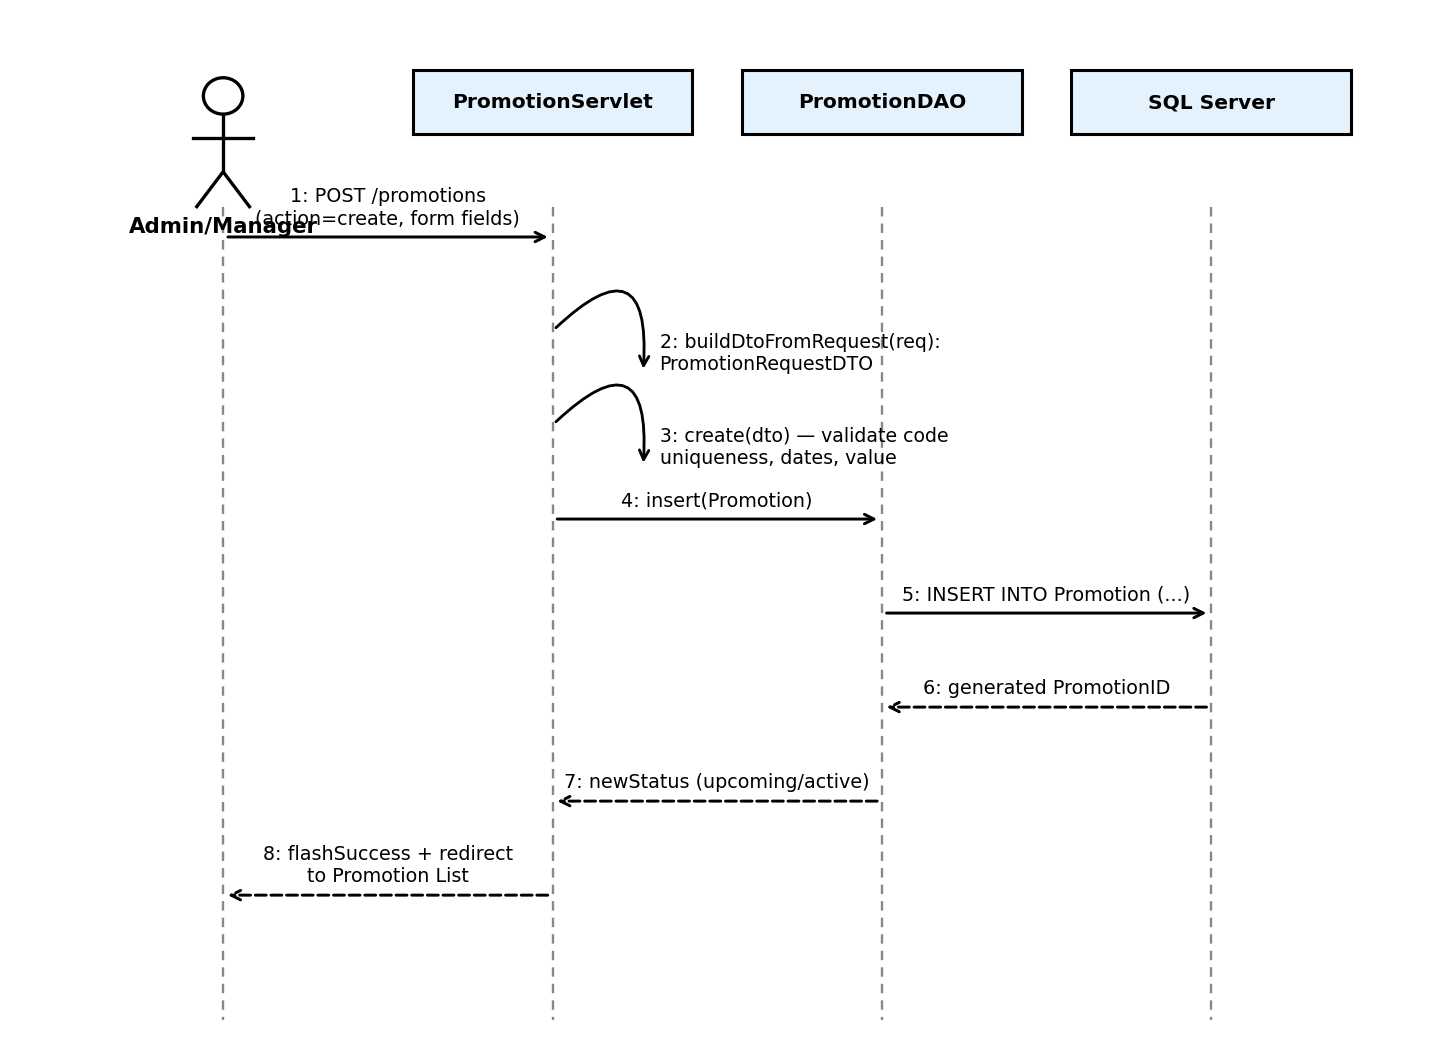 PromotionServlet
PromotionDAO
SQL Server
Admin/Manager
1: POST /promotions
(action=create, form fields)
2: buildDtoFromRequest(req):
PromotionRequestDTO
3: create(dto) — validate code
uniqueness, dates, value
4: insert(Promotion)
5: INSERT INTO Promotion (...)
6: generated PromotionID
7: newStatus (upcoming/active)
8: flashSuccess + redirect
to Promotion List